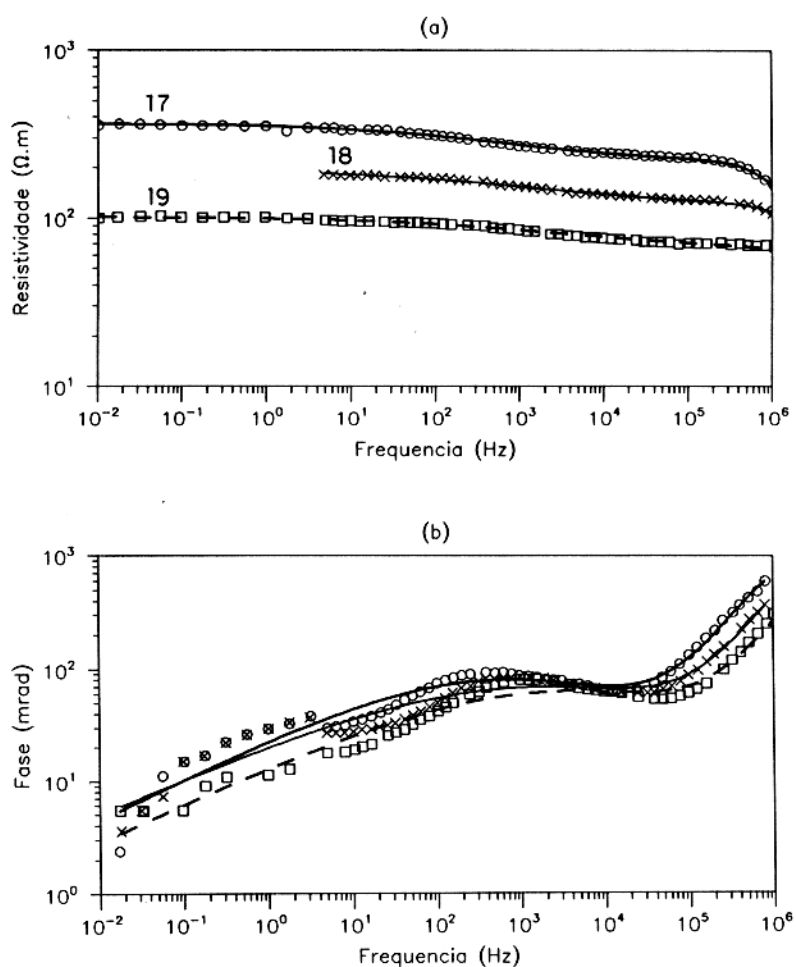 (a)
10³
17
18
10²
19
10¹
Resistividade (Ω.m)
10⁻² 10⁻¹ 10⁰ 10¹ 10² 10³ 10⁴ 10⁵ 10⁶
Frequencia (Hz)
(b)
10³
10²
10¹
10⁰
Fase (mrad)
10⁻² 10⁻¹ 10⁰ 10¹ 10² 10³ 10⁴ 10⁵ 10⁶
Frequencia (Hz)